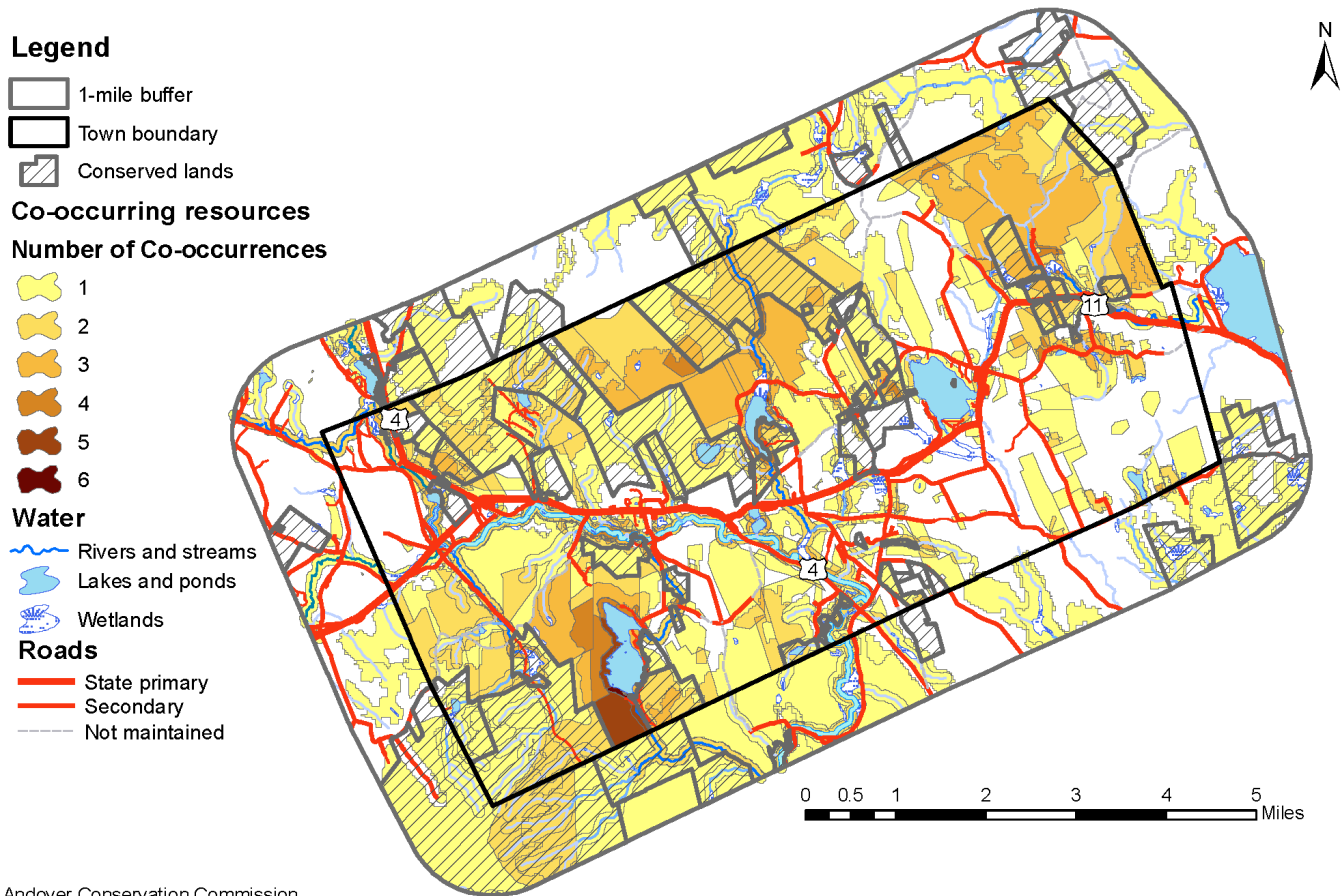 Legend
1-mile buffer
Town boundary
Conserved lands
Co-occurring resources
Number of Co-occurrences
1
2
3
4
5
6
Water
Rivers and streams
Lakes and ponds
Wetlands
Roads
State primary
Secondary
Not maintained
N
11
4
4
0 0.5 1 2 3 4 5
Miles
Andover Conservation Commission